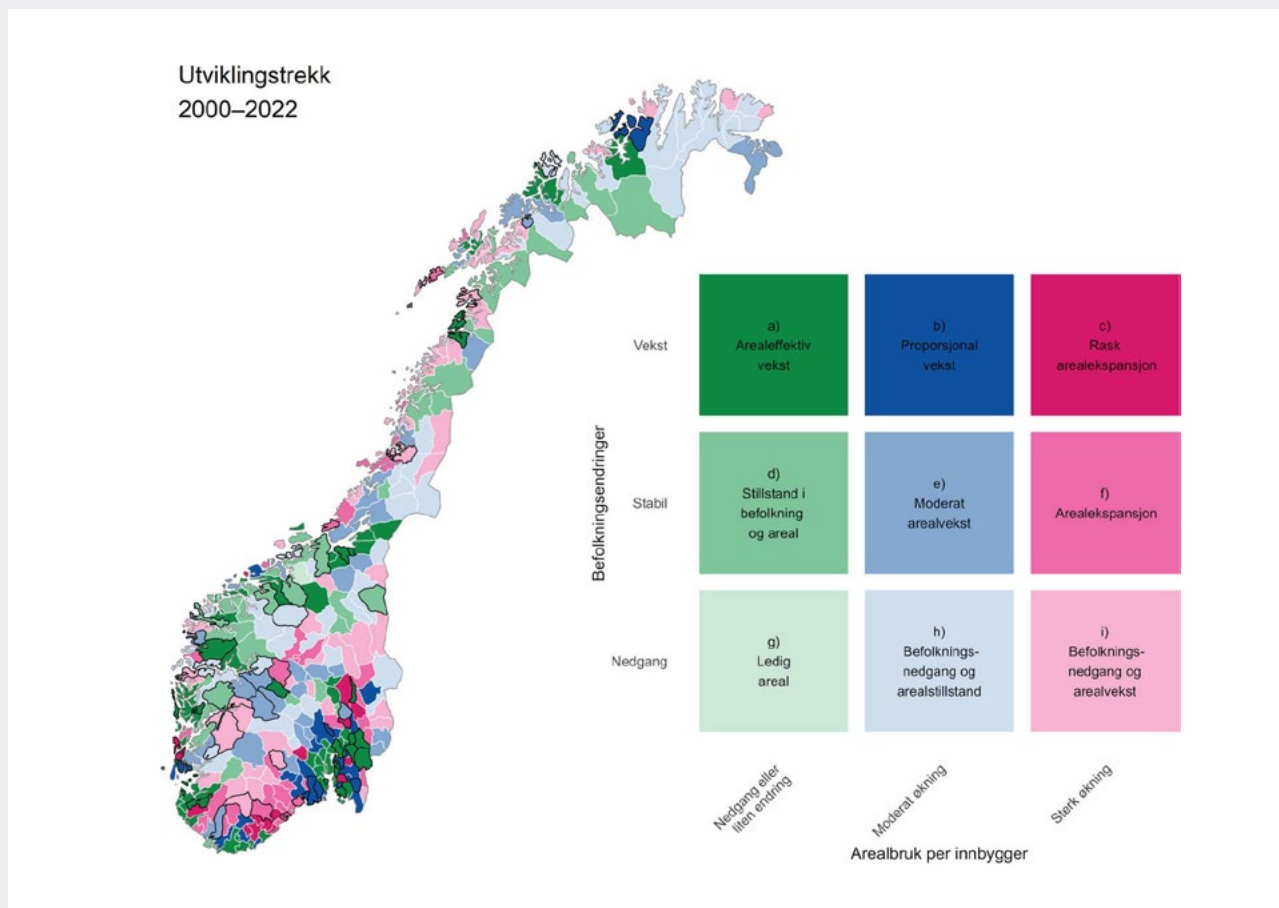 Utviklingstrekk
2000–2022
Befolkningsendringer
Vekst
a)
Arealeffektiv
vekst
b)
Proporsjonal
vekst
c)
Rask
arealekspansjon
Stabil
d)
Stillstand i
befolkning
og areal
e)
Moderat
arealvekst
f)
Arealekspansjon
Nedgang
g)
Ledig
areal
h)
Befolknings-
nedgang og
arealstillstand
i)
Befolknings-
nedgang og
arealvekst
Nedgang eller
liten endring
Moderat økning
Sterk økning
Arealbruk per innbygger